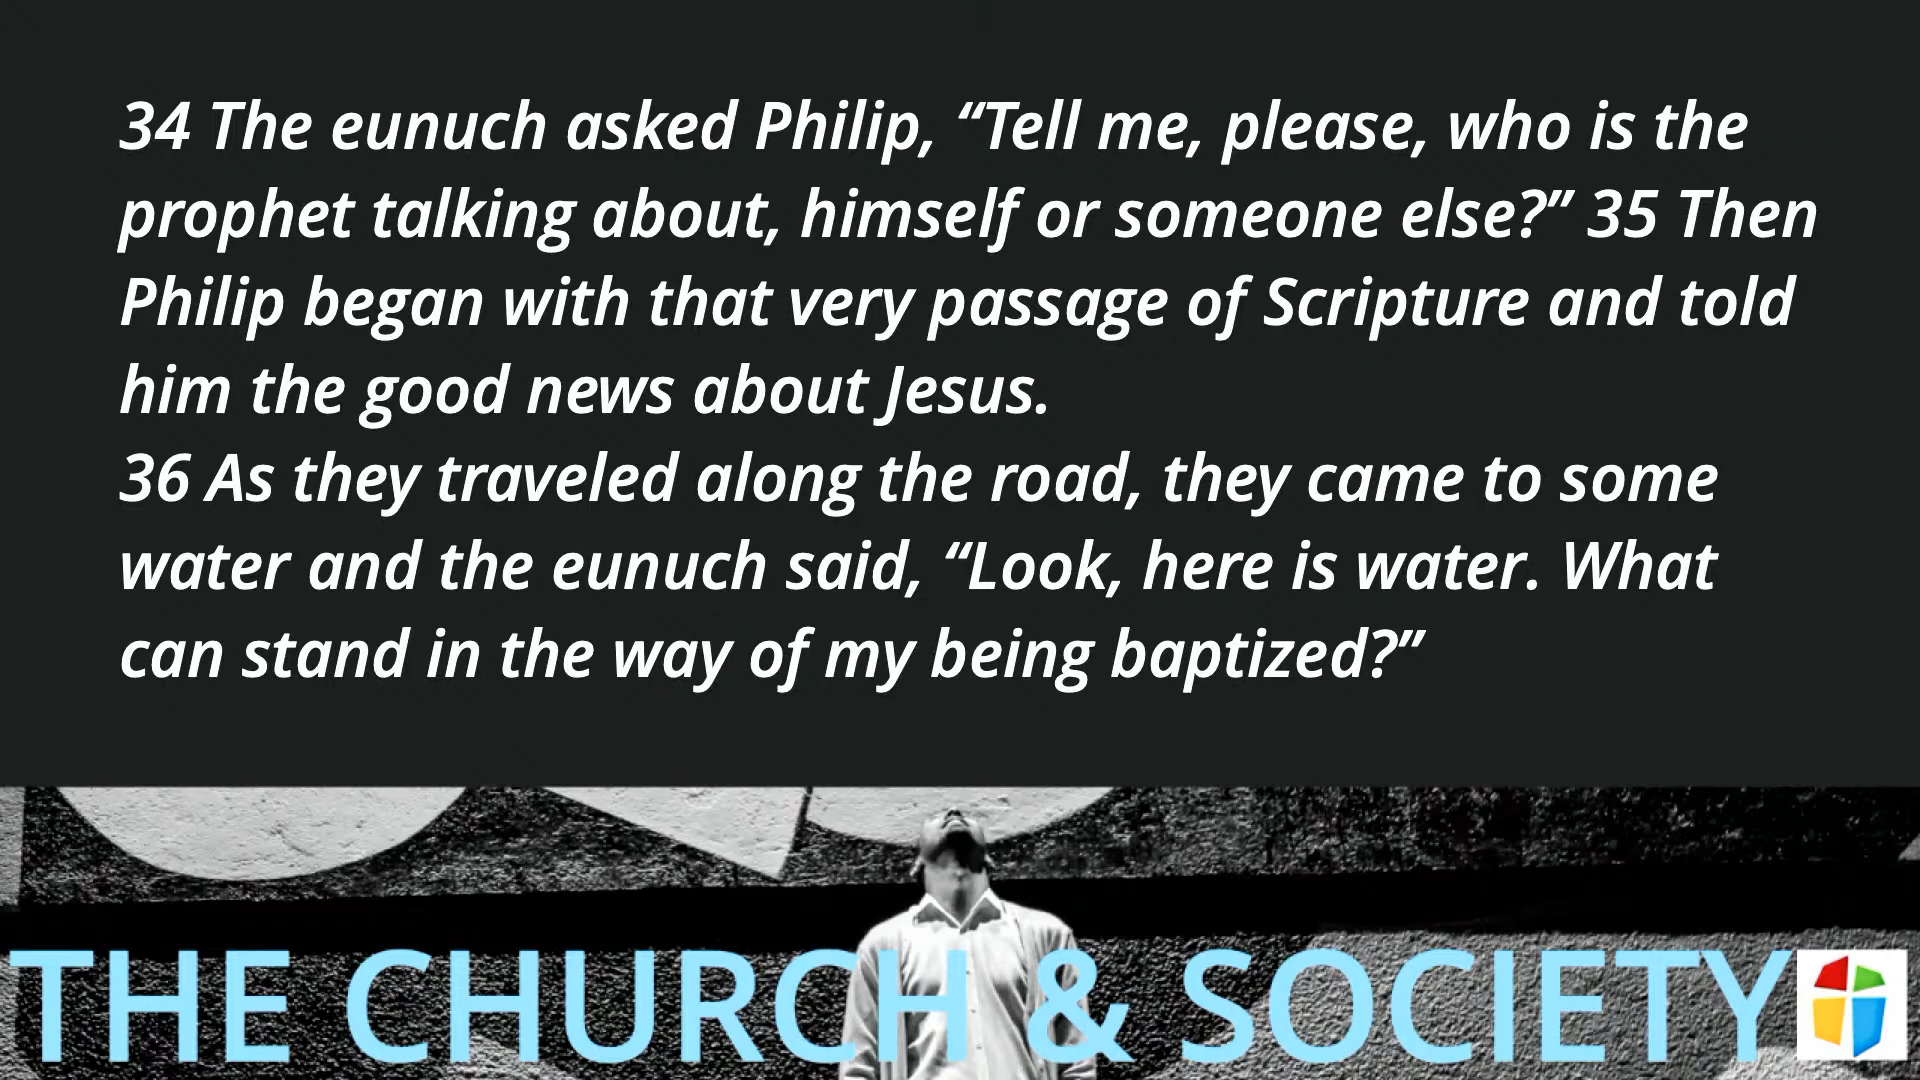 34 The eunuch asked Philip, “Tell me, please, who is the
prophet talking about, himself or someone else?” 35 Then
Philip began with that very passage of Scripture and told
him the good news about Jesus.
36 As they traveled along the road, they came to some
water and the eunuch said, “Look, here is water. What
can stand in the way of my being baptized?”
THE CHURCH & SOCIETY